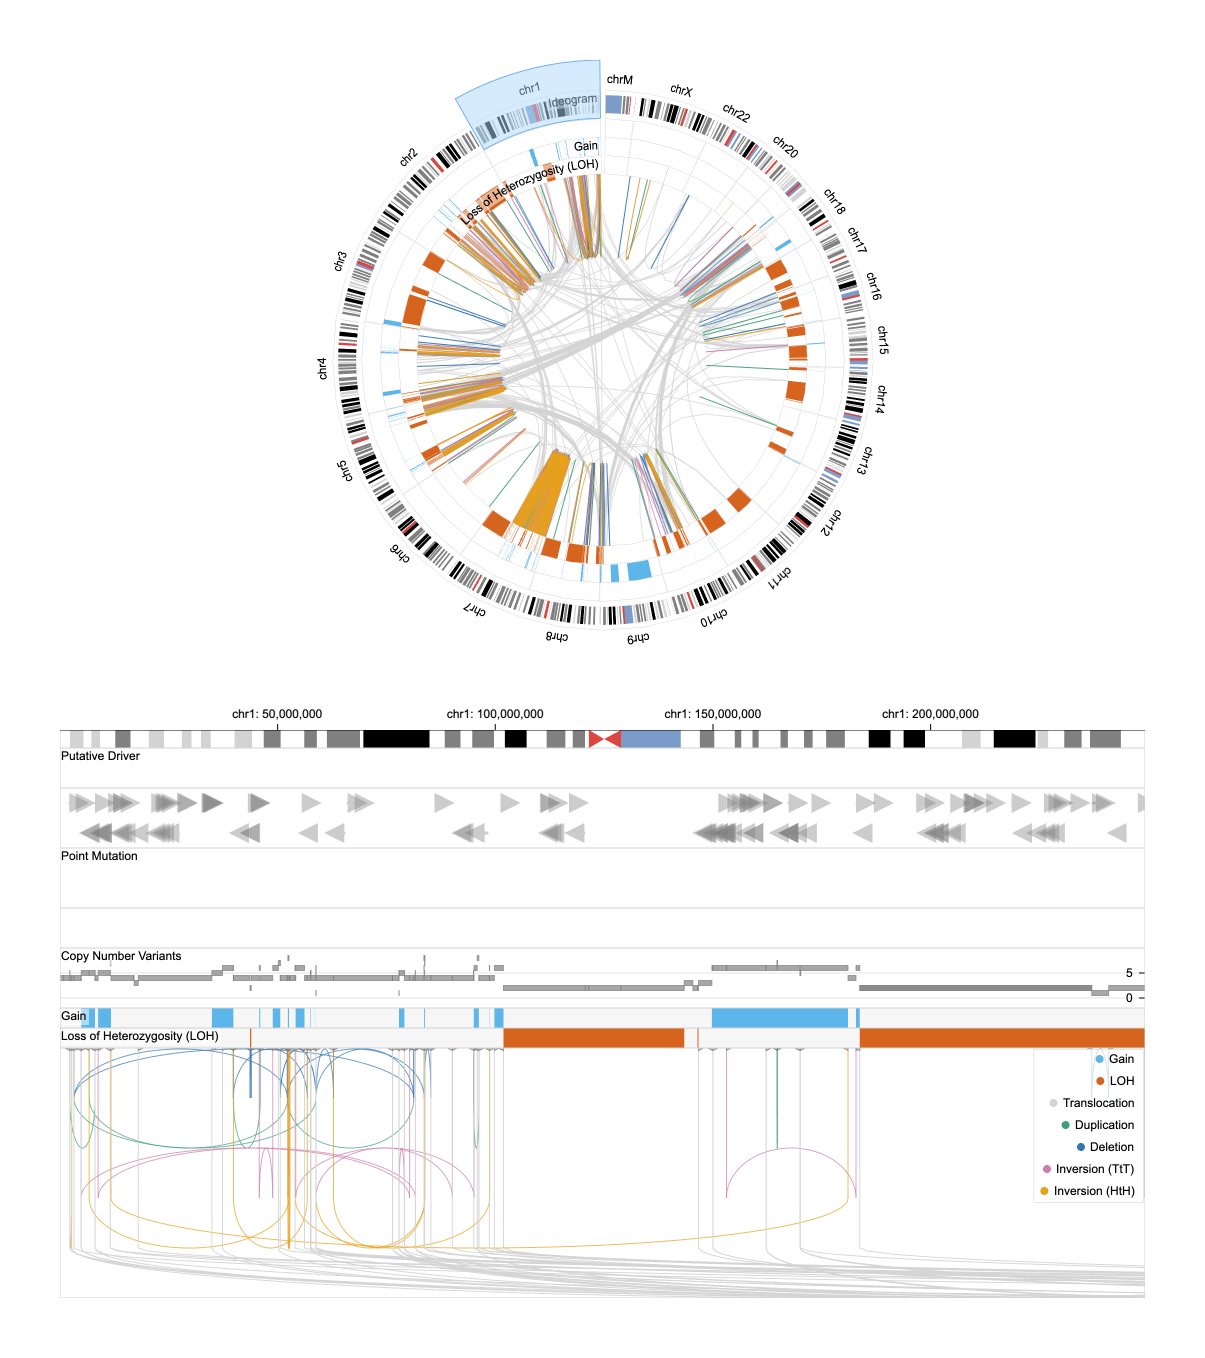 chrM
chrX
chr22
chr20
chr18
chr17
chr16
chr15
chr14
chr13
chr12
chr11
chr10
chr9
chr8
chr7
chr6
chr5
chr4
chr3
chr2
chr1
Ideogram
Gain
Loss of Heterozygosity (LOH)
chr1: 50,000,000 chr1: 100,000,000 chr1: 150,000,000 chr1: 200,000,000
Putative Driver
Point Mutation
Copy Number Variants
5
0
Gain
Loss of Heterozygosity (LOH)
Gain
LOH
Translocation
Duplication
Deletion
Inversion (TtT)
Inversion (HtH)